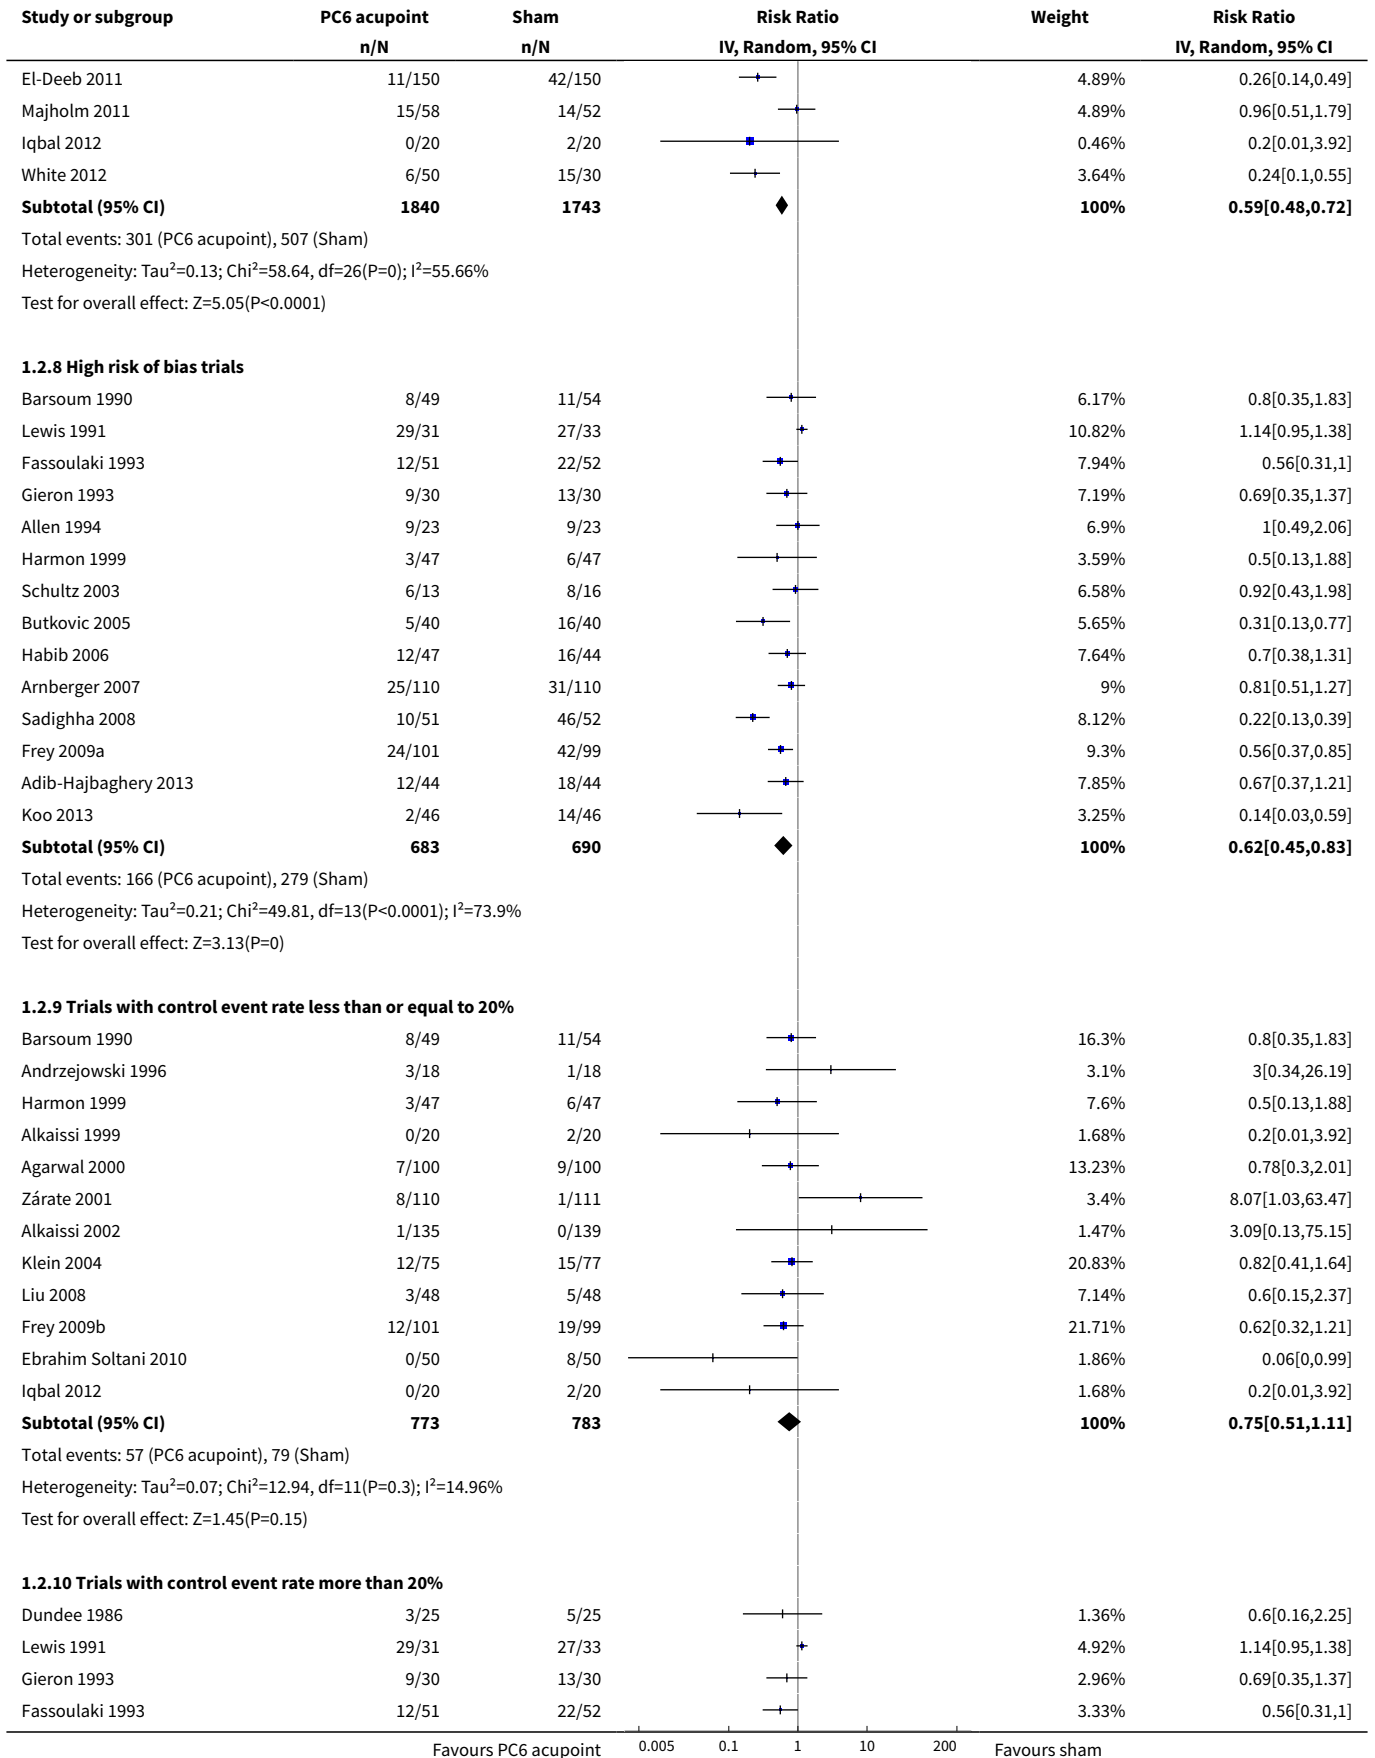 Study or subgroup PC6 acupoint Sham Risk Ratio Weight Risk Ratio
n/N n/N IV, Random, 95% CI IV, Random, 95% CI
El-Deeb 2011 11/150 42/150 4.89% 0.26[0.14,0.49]
Majholm 2011 15/58 14/52 4.89% 0.96[0.51,1.79]
Iqbal 2012 0/20 2/20 0.46% 0.2[0.01,3.92]
White 2012 6/50 15/30 3.64% 0.24[0.1,0.55]
Subtotal (95% CI) 1840 1743 100% 0.59[0.48,0.72]
Total events: 301 (PC6 acupoint), 507 (Sham)
Heterogeneity: Tau²=0.13; Chi²=58.64, df=26(P=0); I²=55.66%
Test for overall effect: Z=5.05(P<0.0001)
1.2.8 High risk of bias trials
Barsoum 1990 8/49 11/54 6.17% 0.8[0.35,1.83]
Lewis 1991 29/31 27/33 10.82% 1.14[0.95,1.38]
Fassoulaki 1993 12/51 22/52 7.94% 0.56[0.31,1]
Gieron 1993 9/30 13/30 7.19% 0.69[0.35,1.37]
Allen 1994 9/23 9/23 6.9% 1[0.49,2.06]
Harmon 1999 3/47 6/47 3.59% 0.5[0.13,1.88]
Schultz 2003 6/13 8/16 6.58% 0.92[0.43,1.98]
Butkovic 2005 5/40 16/40 5.65% 0.31[0.13,0.77]
Habib 2006 12/47 16/44 7.64% 0.7[0.38,1.31]
Arnberger 2007 25/110 31/110 9% 0.81[0.51,1.27]
Sadighha 2008 10/51 46/52 8.12% 0.22[0.13,0.39]
Frey 2009a 24/101 42/99 9.3% 0.56[0.37,0.85]
Adib-Hajbaghery 2013 12/44 18/44 7.85% 0.67[0.37,1.21]
Koo 2013 2/46 14/46 3.25% 0.14[0.03,0.59]
Subtotal (95% CI) 683 690 100% 0.62[0.45,0.83]
Total events: 166 (PC6 acupoint), 279 (Sham)
Heterogeneity: Tau²=0.21; Chi²=49.81, df=13(P<0.0001); I²=73.9%
Test for overall effect: Z=3.13(P=0)
1.2.9 Trials with control event rate less than or equal to 20%
Barsoum 1990 8/49 11/54 16.3% 0.8[0.35,1.83]
Andrzejowski 1996 3/18 1/18 3.1% 3[0.34,26.19]
Harmon 1999 3/47 6/47 7.6% 0.5[0.13,1.88]
Alkaissi 1999 0/20 2/20 1.68% 0.2[0.01,3.92]
Agarwal 2000 7/100 9/100 13.23% 0.78[0.3,2.01]
Zárate 2001 8/110 1/111 3.4% 8.07[1.03,63.47]
Alkaissi 2002 1/135 0/139 1.47% 3.09[0.13,75.15]
Klein 2004 12/75 15/77 20.83% 0.82[0.41,1.64]
Liu 2008 3/48 5/48 7.14% 0.6[0.15,2.37]
Frey 2009b 12/101 19/99 21.71% 0.62[0.32,1.21]
Ebrahim Soltani 2010 0/50 8/50 1.86% 0.06[0,0.99]
Iqbal 2012 0/20 2/20 1.68% 0.2[0.01,3.92]
Subtotal (95% CI) 773 783 100% 0.75[0.51,1.11]
Total events: 57 (PC6 acupoint), 79 (Sham)
Heterogeneity: Tau²=0.07; Chi²=12.94, df=11(P=0.3); I²=14.96%
Test for overall effect: Z=1.45(P=0.15)
1.2.10 Trials with control event rate more than 20%
Dundee 1986 3/25 5/25 1.36% 0.6[0.16,2.25]
Lewis 1991 29/31 27/33 4.92% 1.14[0.95,1.38]
Gieron 1993 9/30 13/30 2.96% 0.69[0.35,1.37]
Fassoulaki 1993 12/51 22/52 3.33% 0.56[0.31,1]
Favours PC6 acupoint 0.005 0.1 1 10 200 Favours sham